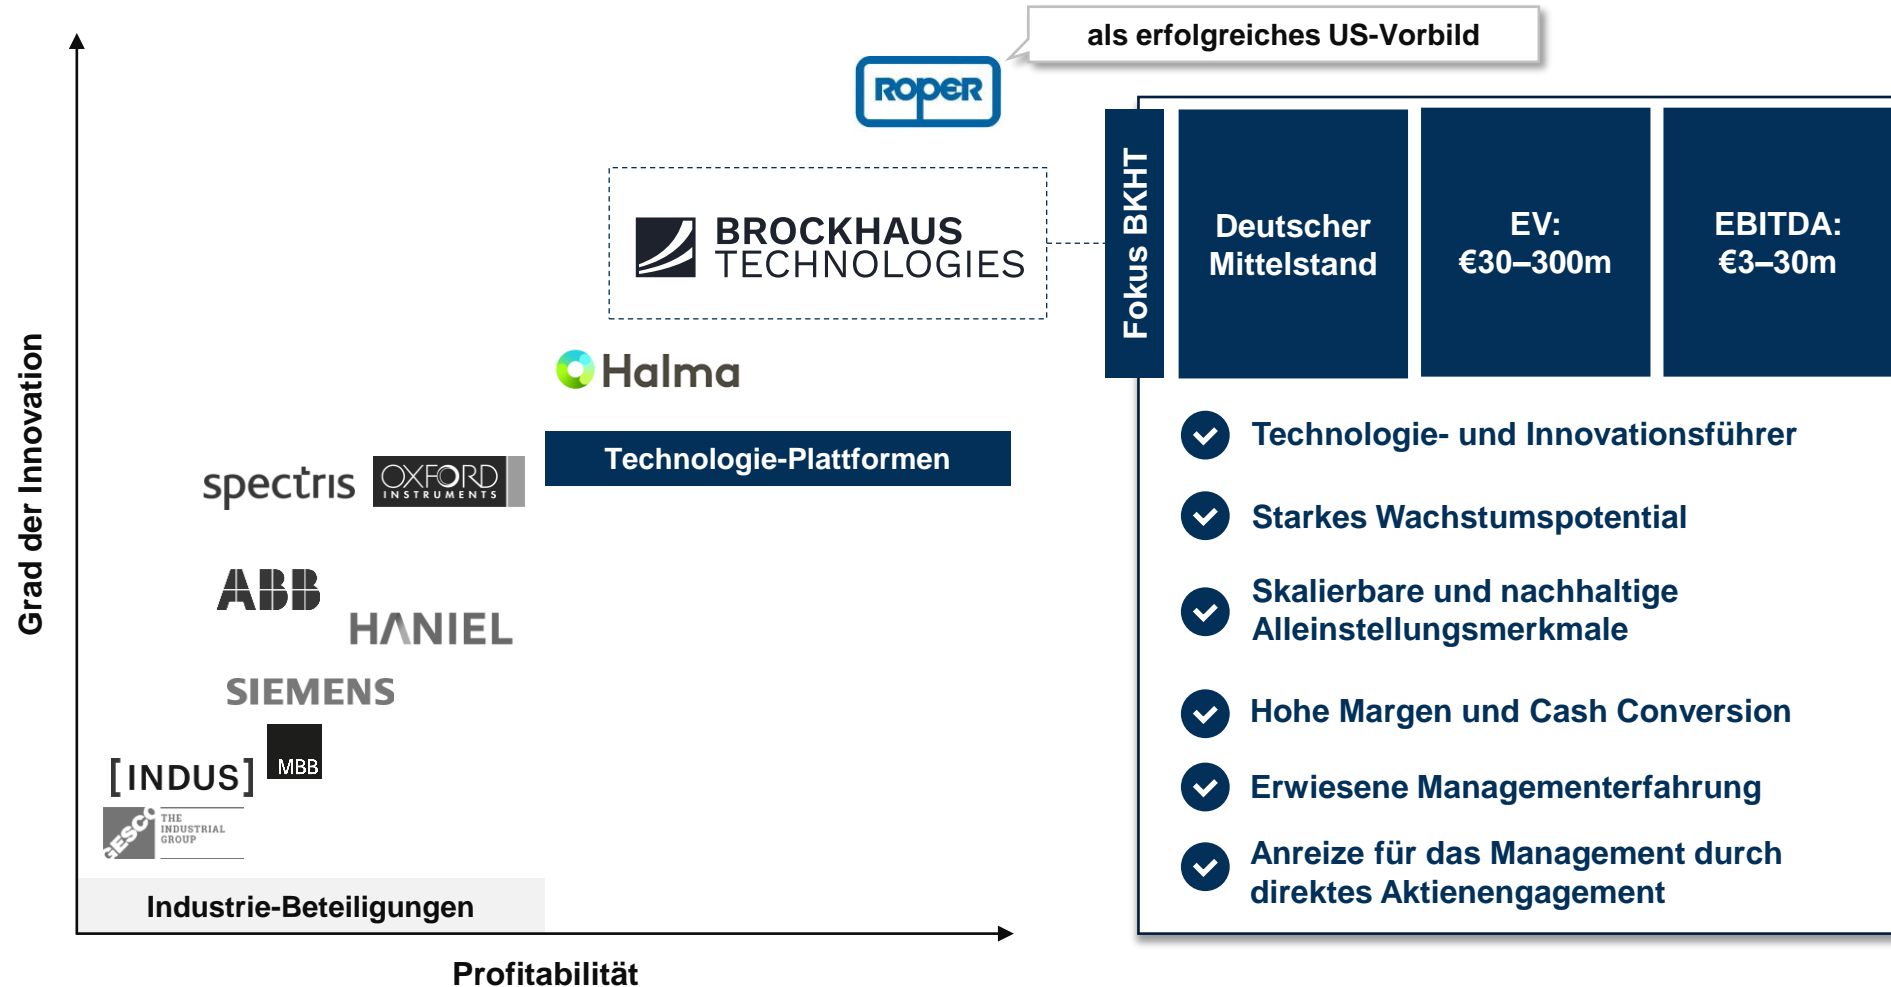 als erfolgreiches US-Vorbild
ROPER
BROCKHAUS
TECHNOLOGIES
Fokus BKHT
Deutscher
Mittelstand
EV:
€30–300m
EBITDA:
€3–30m
Halma
Technologie-Plattformen
spectris
OXFORD
INSTRUMENTS
ABB
HANIEL
SIEMENS
MBB
[INDUS]
GESCO
THE
INDUSTRIAL
GROUP
Industrie-Beteiligungen
Grad der Innovation
Profitabilität
Technologie- und Innovationsführer
Starkes Wachstumspotential
Skalierbare und nachhaltige
Alleinstellungsmerkmale
Hohe Margen und Cash Conversion
Erwiesene Managementerfahrung
Anreize für das Management durch
direktes Aktienengagement